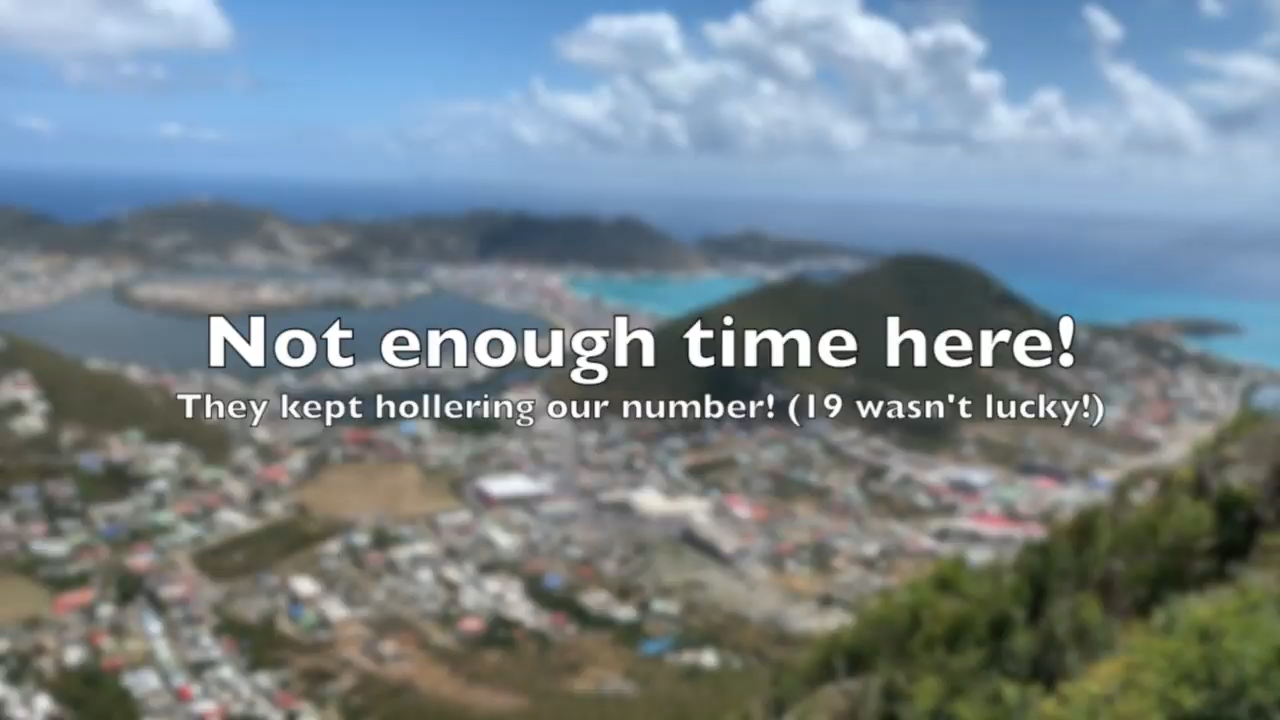 Not enough time here!
They kept hollering our number! (19 wasn't lucky!)